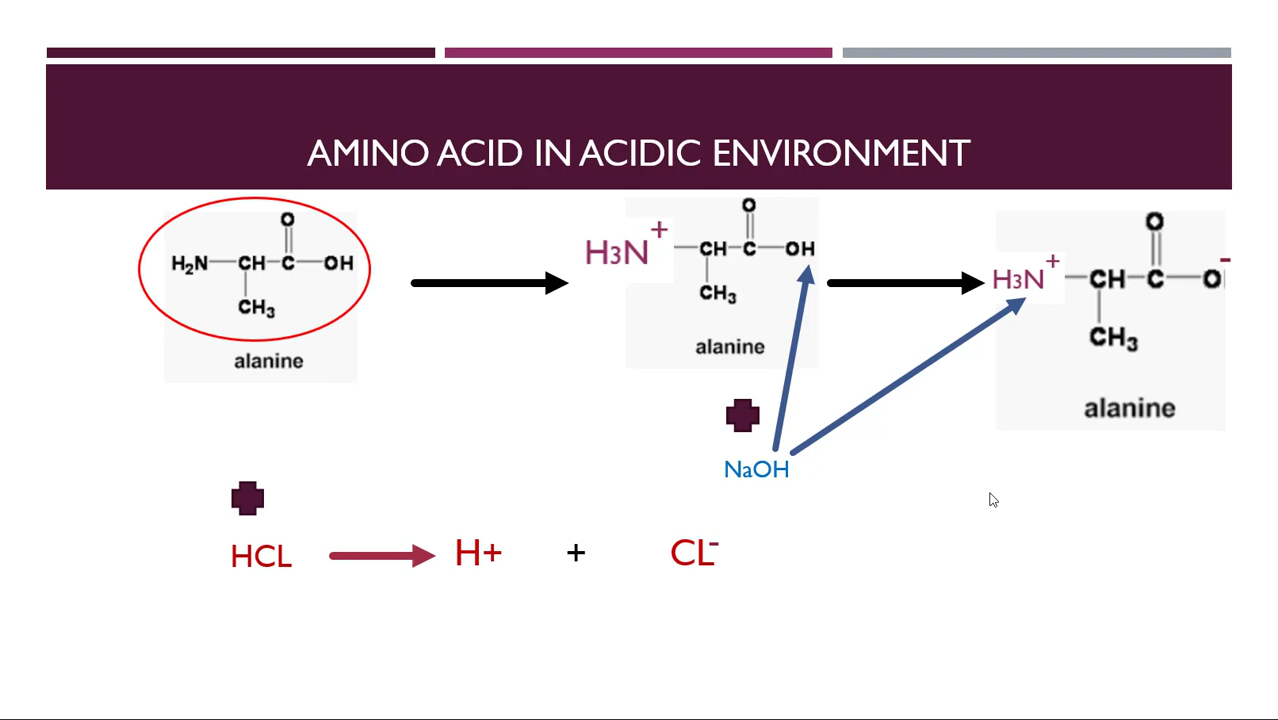 AMINO ACID IN ACIDIC ENVIRONMENT
O
H₂N CH C OH
CH₃
alanine
O
H3N+ CH C OH
CH₃
alanine
O
H3N+ CH C O-
CH₃
alanine
NaOH
HCL H+ + CL-